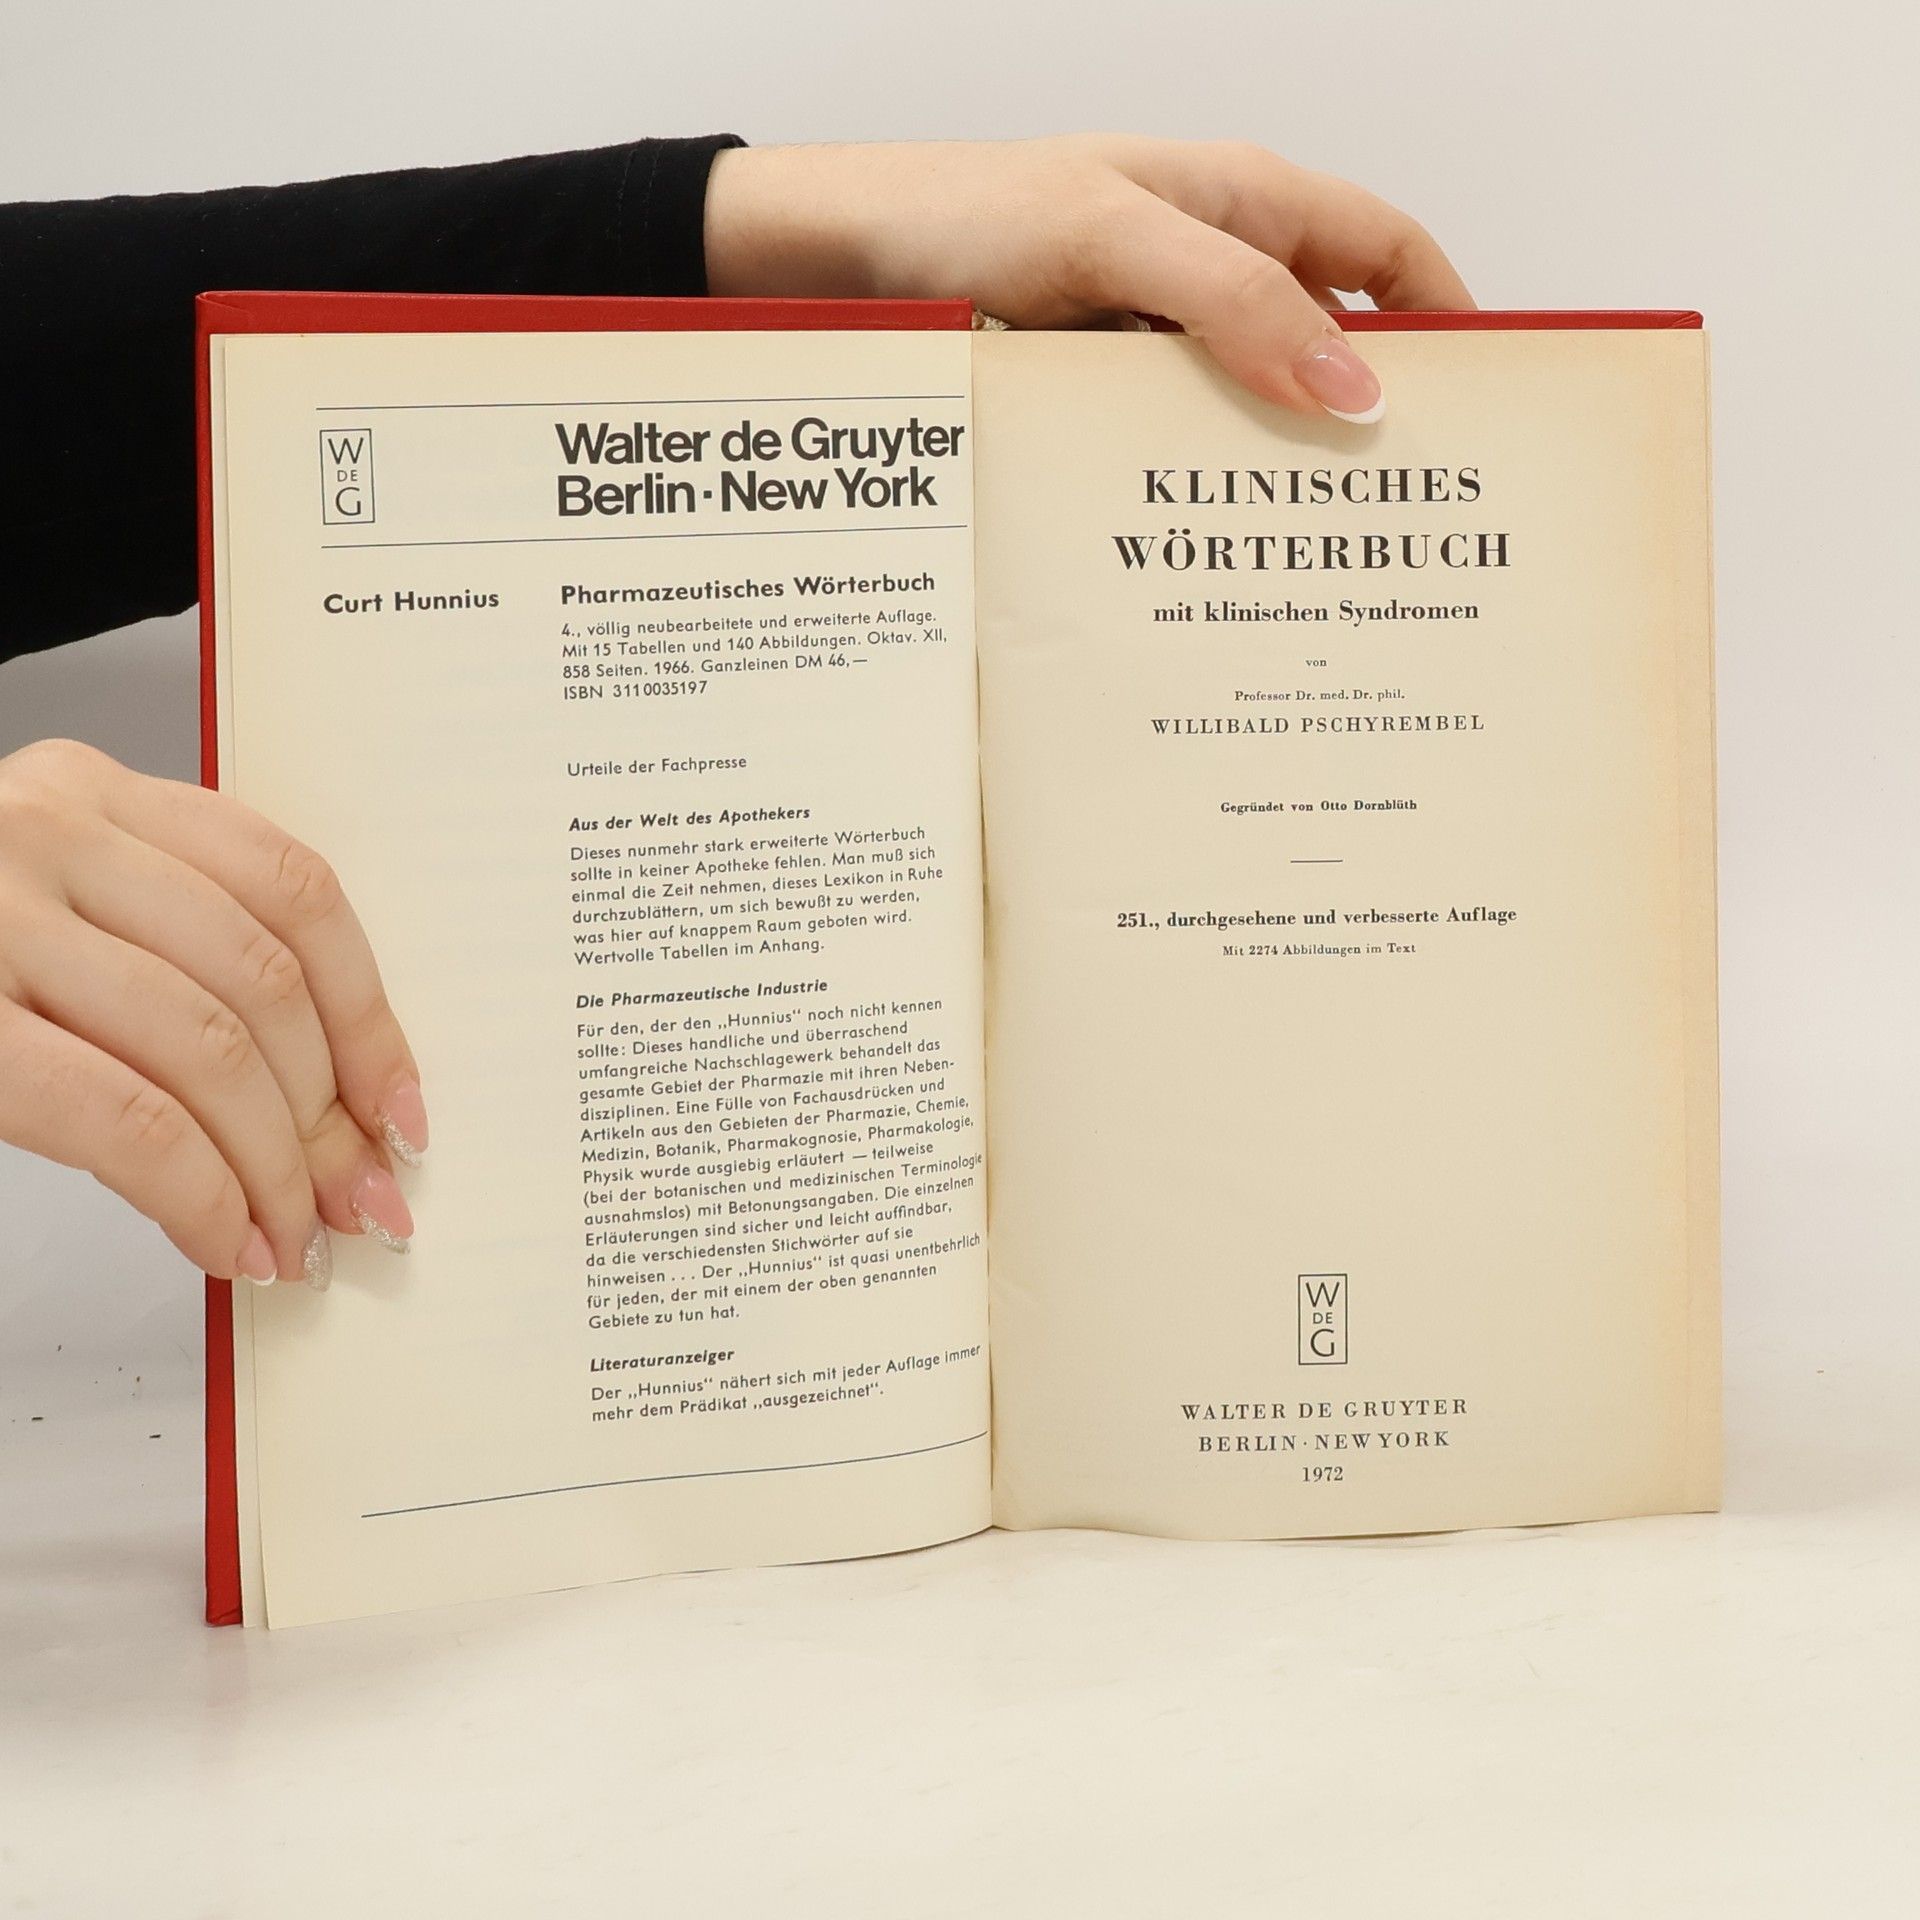 W
DE
G
Walter de Gruyter
Berlin · New York
Curt Hunnius
Pharmazeutisches Wörterbuch
4., völlig neubearbeitete und erweiterte Auflage.
Mit 15 Tabellen und 140 Abbildungen. Oktav. XII,
858 Seiten. 1966. Ganzleinen DM 46,—
ISBN 3110035197
Urteile der Fachpresse
Aus der Welt des Apothekers
Dieses nunmehr stark erweiterte Wörterbuch
sollte in keiner Apotheke fehlen. Man muß sich
einmal die Zeit nehmen, dieses Lexikon in Ruhe
durchzublättern, um sich bewußt zu werden,
was hier auf knappem Raum geboten wird.
Wertvolle Tabellen im Anhang.
Die Pharmazeutische Industrie
Für den, der den „Hunnius“ noch nicht kennen
sollte: Dieses handliche und überraschend
umfangreiche Nachschlagewerk behandelt das
gesamte Gebiet der Pharmazie mit ihren Neben-
disziplinen. Eine Fülle von Fachausdrücken und
Artikeln aus den Gebieten der Pharmazie, Chemie,
Medizin, Botanik, Pharmakognosie, Pharmakologie,
Physik wurde ausgiebig erläutert — teilweise
(bei der botanischen und medizinischen Terminologie
ausnahmslos) mit Betonungsangaben. Die einzelnen
Erläuterungen sind sicher und leicht auffindbar,
da die verschiedensten Stichwörter auf sie
hinweisen . . . Der „Hunnius“ ist quasi unentbehrlich
für jeden, der mit einem der oben genannten
Gebiete zu tun hat.
Literaturanzeiger
Der „Hunnius“ nähert sich mit jeder Auflage immer
mehr dem Prädikat „ausgezeichnet“.
KLINISCHES
WÖRTERBUCH
mit klinischen Syndromen
von
Professor Dr. med. Dr. phil.
WILLIBALD PSCHYREMBEL
Gegründet von Otto Dornblüth
251., durchgesehene und verbesserte Auflage
Mit 2274 Abbildungen im Text
W
DE
G
WALTER DE GRUYTER
BERLIN · NEW YORK
1972